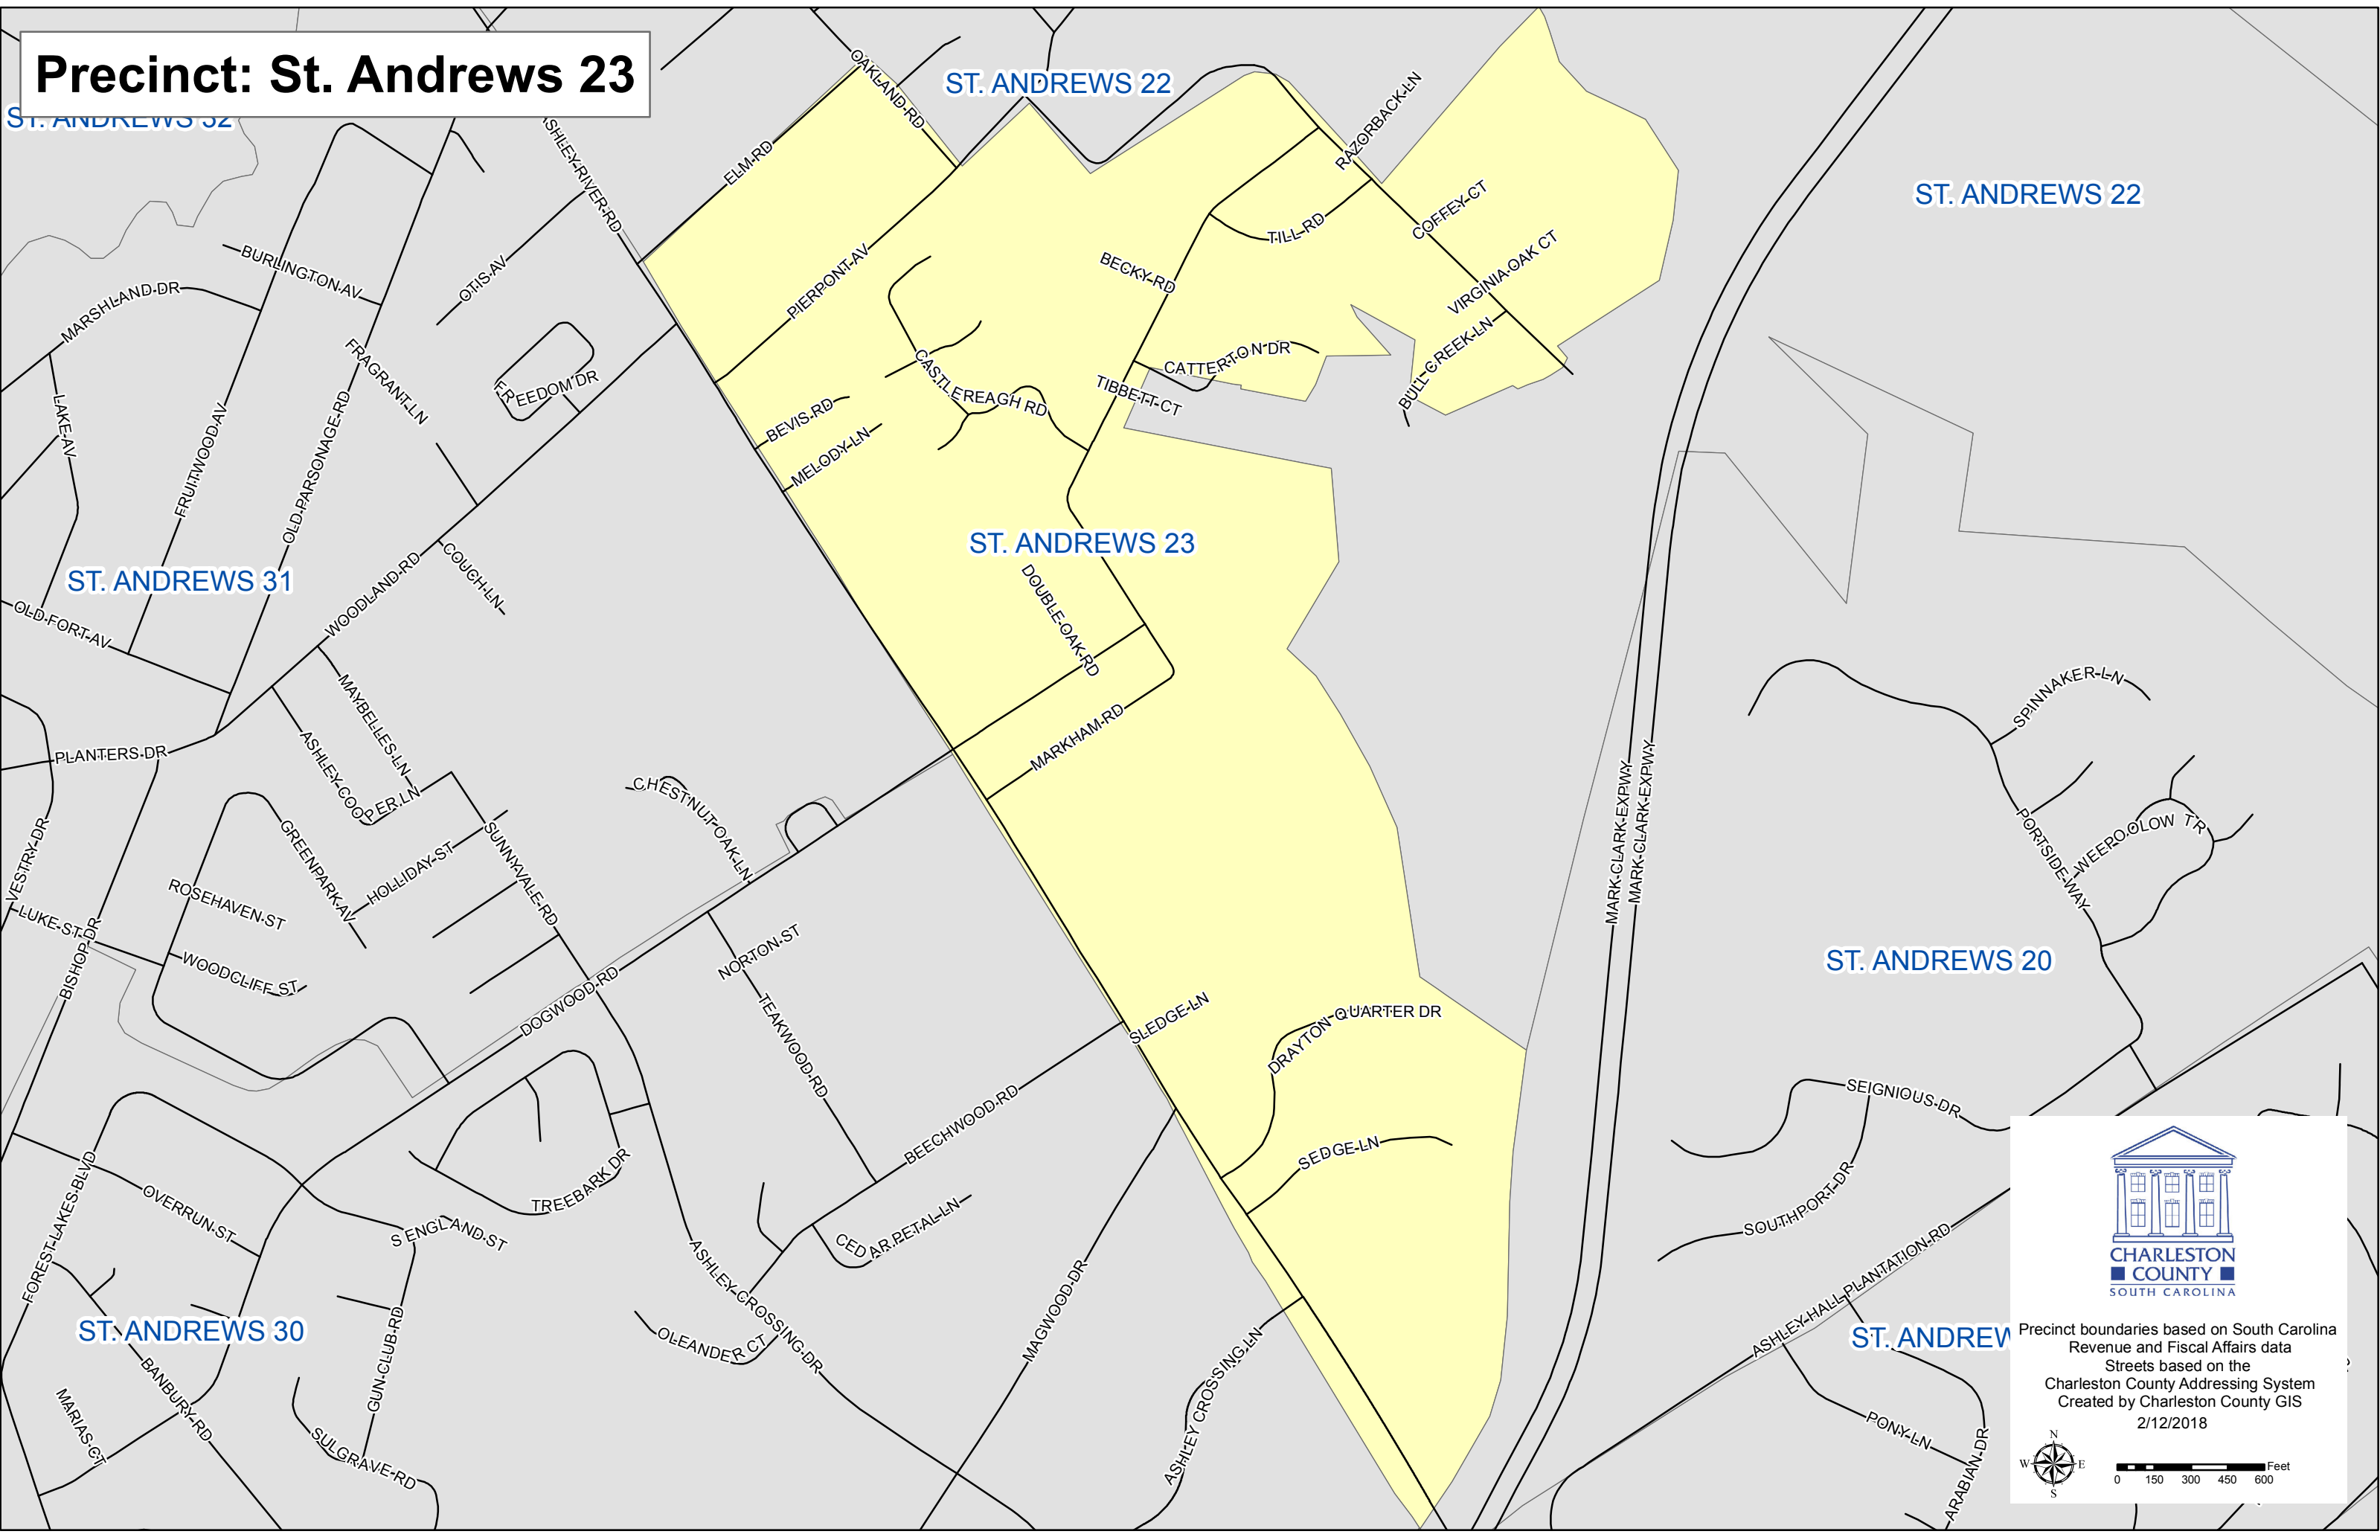 Precinct: St. Andrews 23
ST. ANDREWS 32
ST. ANDREWS 22
ST. ANDREWS 22
ST. ANDREWS 23
ST. ANDREWS 31
ST. ANDREWS 20
ST. ANDREWS 30
ST. ANDREW
OAKLAND RD
ELM RD
ASHLEY RIVER RD
RAZORBACK LN
COFFEY CT
TILL RD
VIRGINIA OAK CT
BECKY RD
PIERPONT AV
BURLINGTON AV
OTIS AV
MARSHLAND DR
FRAGRANT LN
FREEDOM DR
CASTLEREAGH RD
CATTERTON DR
TIBBETT CT
BULL CREEK LN
BEVIS RD
MELODY LN
LAKE AV
FRUITWOOD AV
OLD PARSONAGE RD
WOODLAND RD
COUCH LN
OLD FORT AV
DOUBLE OAK RD
MARKHAM RD
MAYBELLES LN
ASHLEY COOPER LN
PLANTERS DR
CHESTNUT OAK LN
SPINNAKER LN
MARK CLARK EXPWY
MARK CLARK EXPWY
PORTSIDE WAY
WEEPOOLOW TR
VESTRY DR
GREENPARK AV
HOLLIDAY ST
SUNNYVALE RD
ROSEHAVEN ST
LUKE ST
BISHOP DR
WOODCLIFF ST
DOGWOOD RD
NORTON ST
TEAKWOOD RD
SLEDGE LN
DRAYTON QUARTER DR
BEECHWOOD RD
SEDGE LN
SEIGNIOUS DR
SOUTHPORT DR
TREEBARK DR
OVERRUN ST
S ENGLAND ST
CEDAR PETAL LN
FOREST LAKES BLVD
ASHLEY CROSSING DR
MAGWOOD DR
ASHLEY HALL PLANTATION RD
OLEANDER CT
GUN CLUB RD
BANBURY RD
MARIAS CT
SULGRAVE RD
ASHLEY CROSSING LN
PONY LN
ARABIAN DR
CHARLESTON
COUNTY
SOUTH CAROLINA
Precinct boundaries based on South Carolina
Revenue and Fiscal Affairs data
Streets based on the
Charleston County Addressing System
Created by Charleston County GIS
2/12/2018
N
W E
S
Feet
0 150 300 450 600